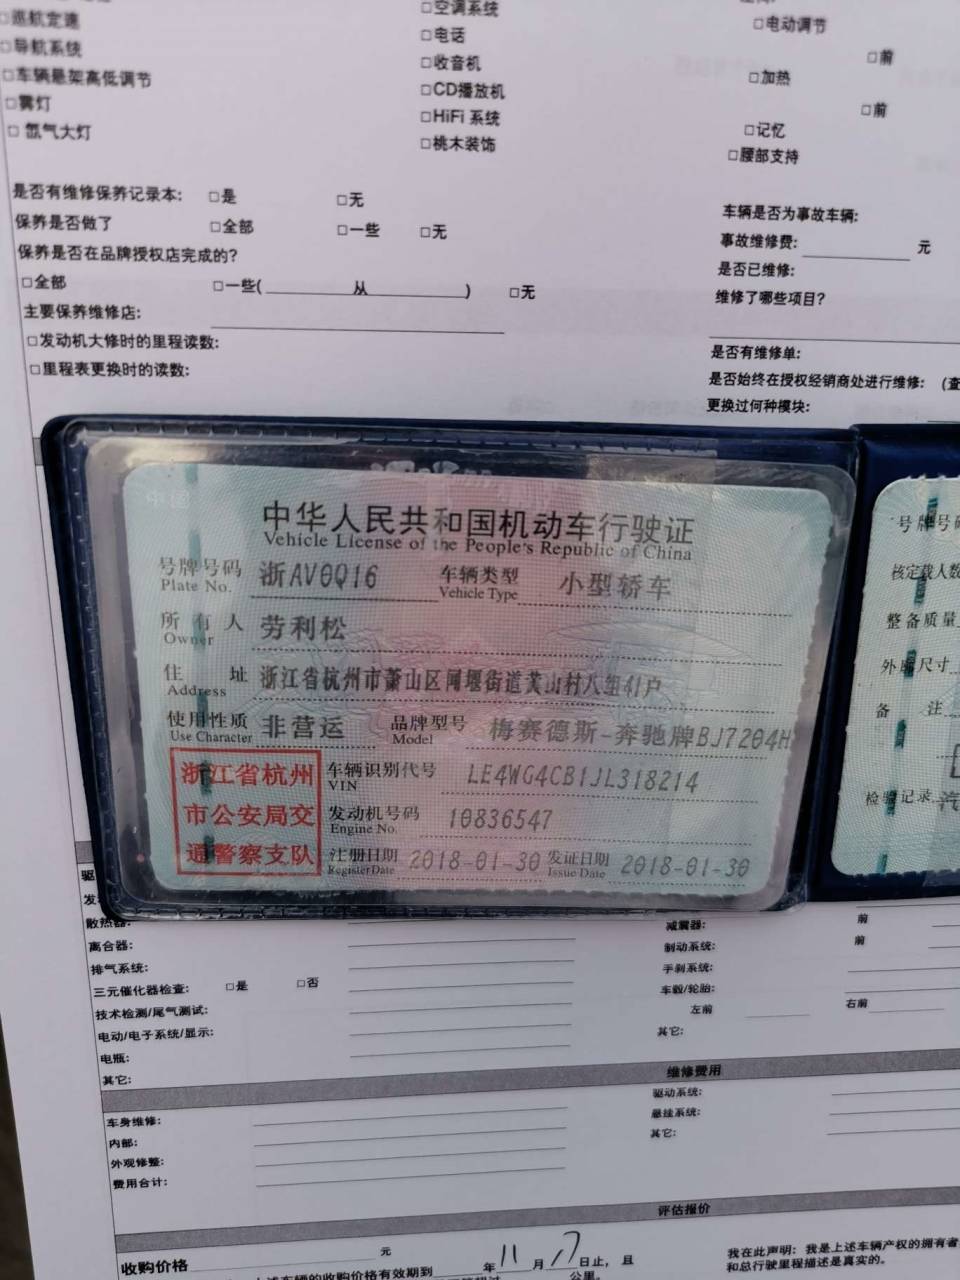 □巡航定速
□空调系统
□电动调节
□导航系统
□电话
□前
□车辆悬架高低调节
□收音机
□加热
□雾灯
□CD播放机
□前
□氙气大灯
□HiFi 系统
□记忆
□桃木装饰
□腰部支持
是否有维修保养记录本: □是 □无
车辆是否为事故车辆:
保养是否做了 □全部 □一些 □无
事故维修费: 元
保养是否在品牌授权店完成的?
是否已维修:
□全部 □一些( 从 ) □无
维修了哪些项目?
主要保养维修店:
□发动机大修时的里程读数:
是否有维修单:
□里程表更换时的读数:
是否始终在授权经销商处进行维修: (查
更换过何种模块:
中华人民共和国机动车行驶证
Vehicle License of the People's Republic of China
号牌号码 浙AV0Q16 车辆类型 小型轿车
Plate No. Vehicle Type
所有人 劳利松
Owner
住址 浙江省杭州市萧山区闻堰街道黄山村八组41户
Address
使用性质 非营运 品牌型号 梅赛德斯-奔驰牌BJ7204H
Use Character Model
浙江省杭州
市公安局交
通警察支队
车辆识别代号 LE4WG4CB1JL318214
VIN
发动机号码 10836547
Engine No.
注册日期 2018-01-30 发证日期 2018-01-30
Register Date Issue Date
号牌号码
核定载人数
整备质量
外廓尺寸
备注
检验记录
散热器:
减震器: 前
离合器:
制动系统: 前
排气系统:
手刹系统:
三元催化器检查: □是 □否
车毂/轮胎:
技术检测/尾气测试:
左前 右前
电动/电子系统/显示:
其它:
电瓶:
其它:
维修费用
车身维修:
驱动系统:
内部:
悬挂系统:
外观修整:
其它:
费用合计:
评估报价
收购价格 元
上述车辆的收购价格有效期到 年11月17日止，且
公里。
我在此声明：我是上述车辆产权的拥有者
和总行驶里程描述是真实的。